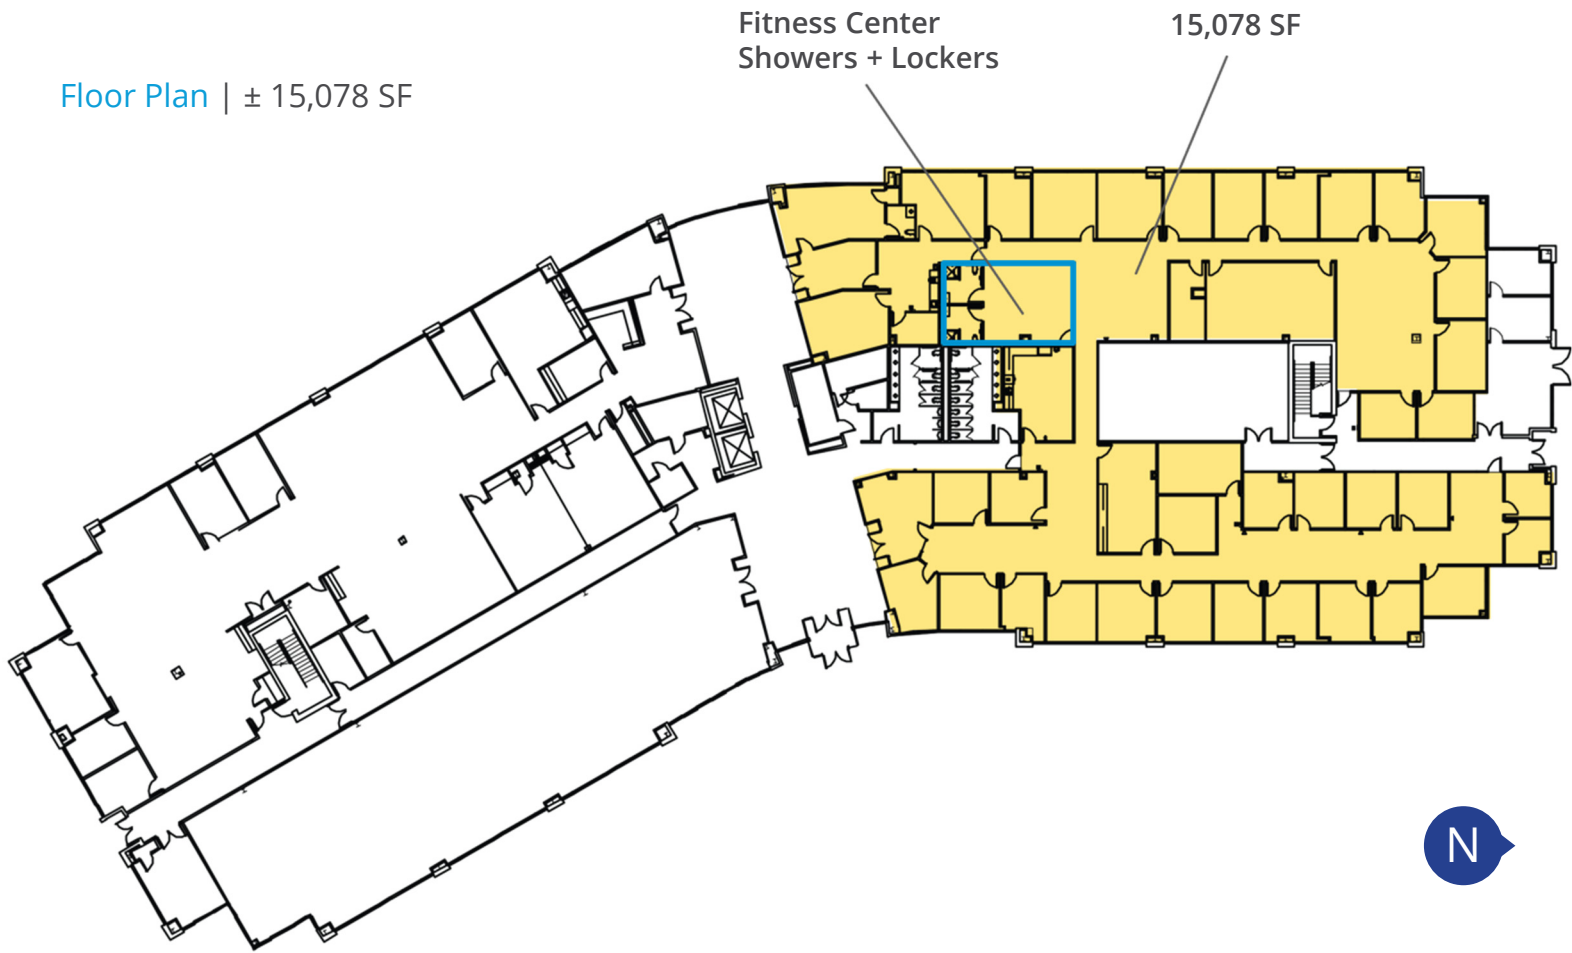 Fitness Center
Showers + Lockers
15,078 SF
Floor Plan | ± 15,078 SF
N